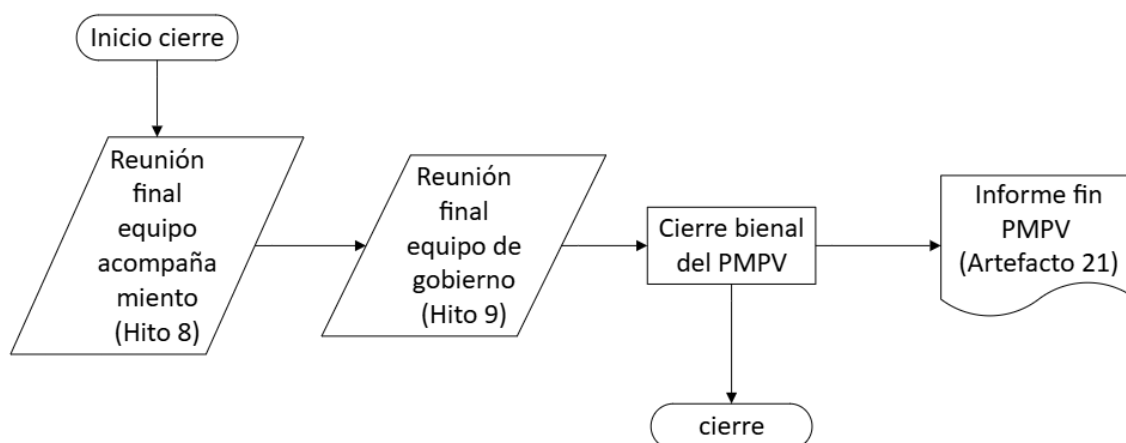 Inicio cierre
Reunión
final
equipo
acompaña
miento
(Hito 8)
Reunión
final
equipo de
gobierno
(Hito 9)
Cierre bienal
del PMPV
Informe fin
PMPV
(Artefacto 21)
cierre